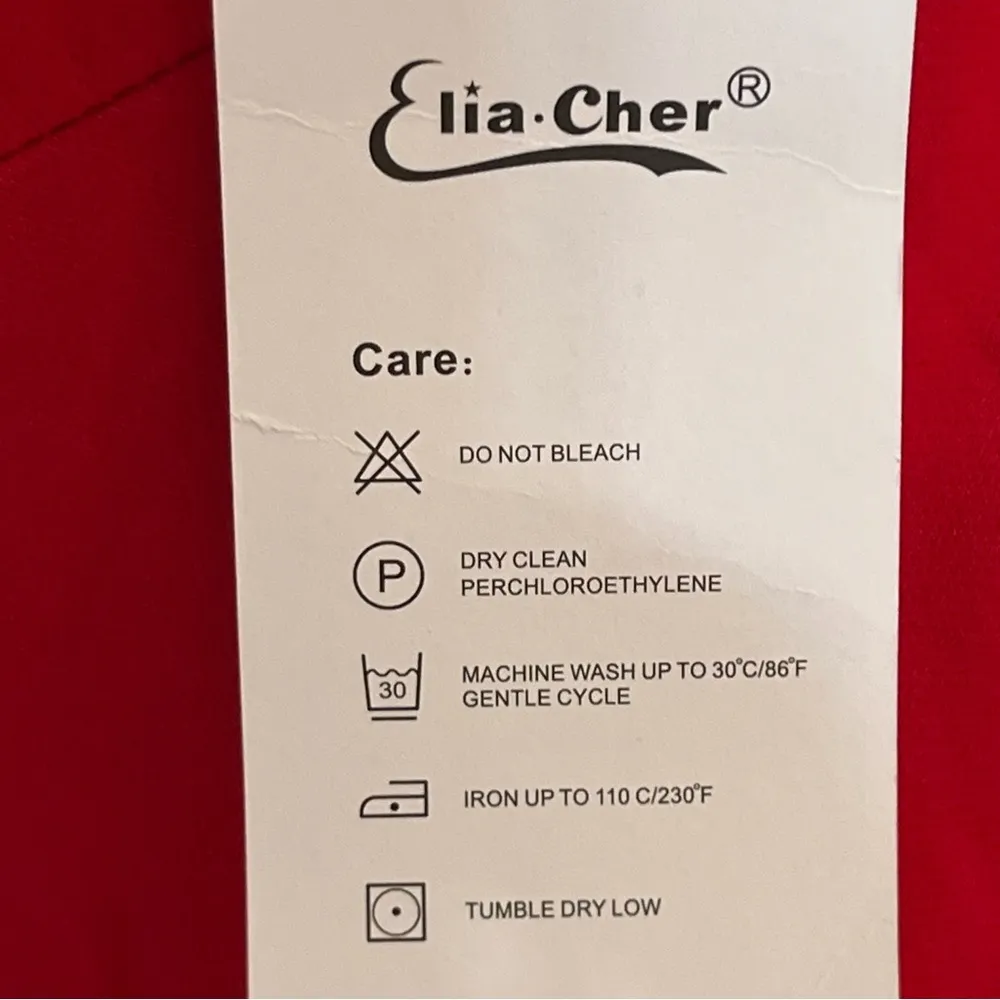 Elia·Cher®
Care:
DO NOT BLEACH
P
DRY CLEAN
PERCHLOROETHYLENE
30
MACHINE WASH UP TO 30°C/86°F
GENTLE CYCLE
IRON UP TO 110 C/230°F
TUMBLE DRY LOW